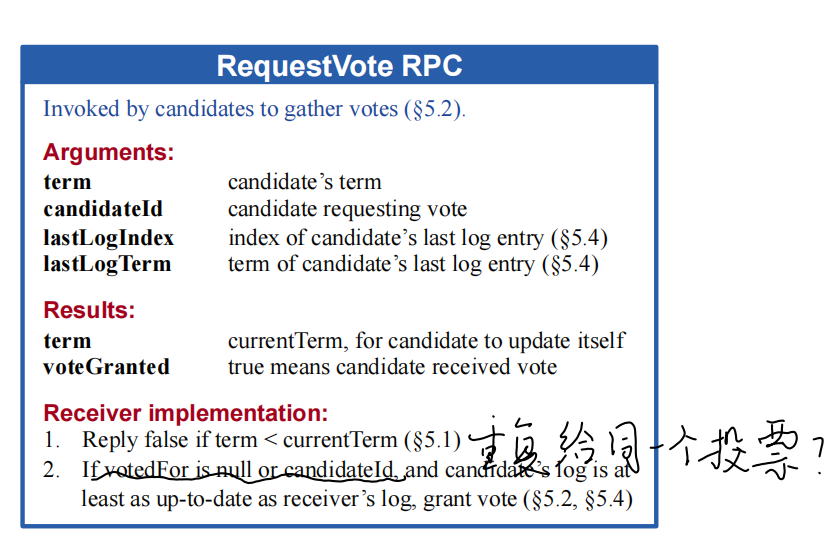 RequestVote RPC
Invoked by candidates to gather votes (§5.2).
Arguments:
term candidate's term
candidateId candidate requesting vote
lastLogIndex index of candidate's last log entry (§5.4)
lastLogTerm term of candidate's last log entry (§5.4)
Results:
term currentTerm, for candidate to update itself
voteGranted true means candidate received vote
Receiver implementation:
1. Reply false if term < currentTerm (§5.1)
重复给同一个投票?
2. If votedFor is null or candidateId, and candidate's log is at
least as up-to-date as receiver's log, grant vote (§5.2, §5.4)